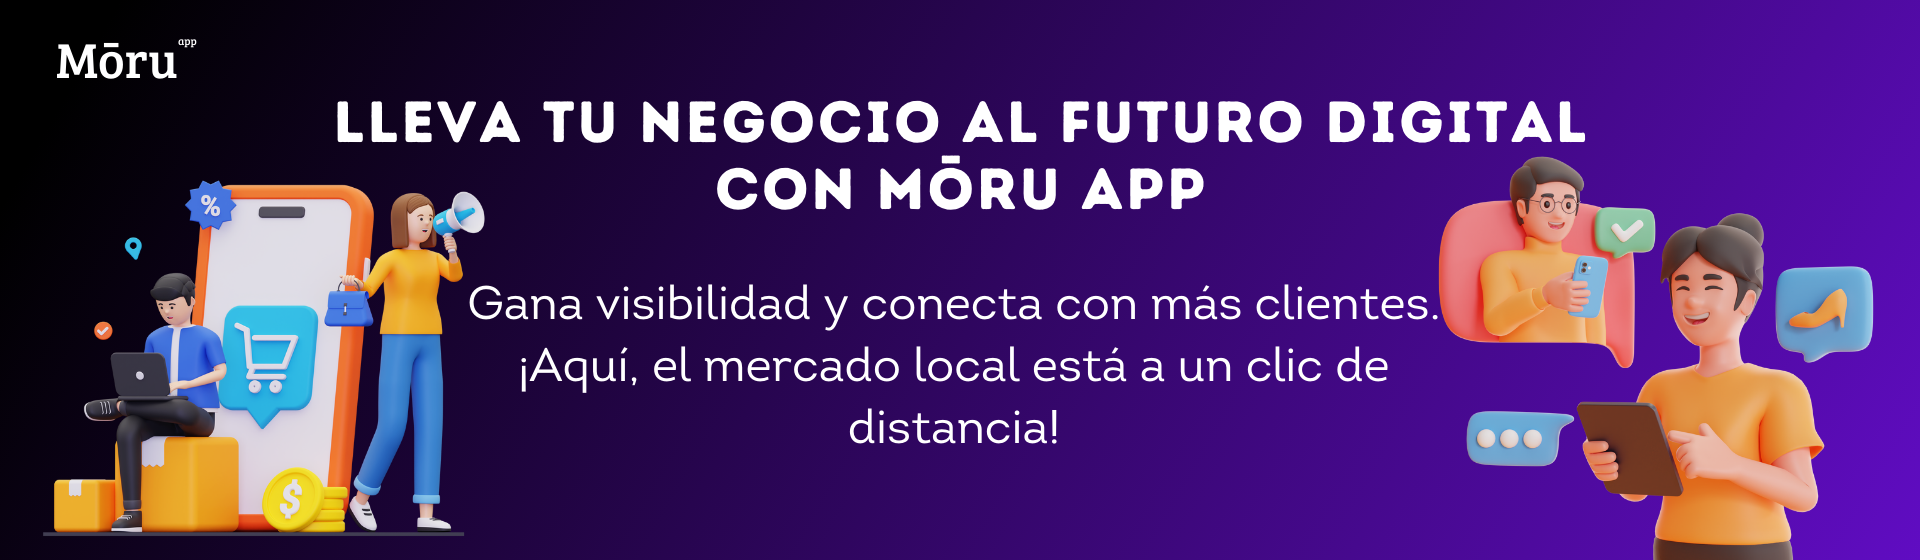 Mōru app
LLEVA TU NEGOCIO AL FUTURO DIGITAL
CON MŌRU APP
%
Gana visibilidad y conecta con más clientes.
¡Aquí, el mercado local está a un clic de
distancia!
$